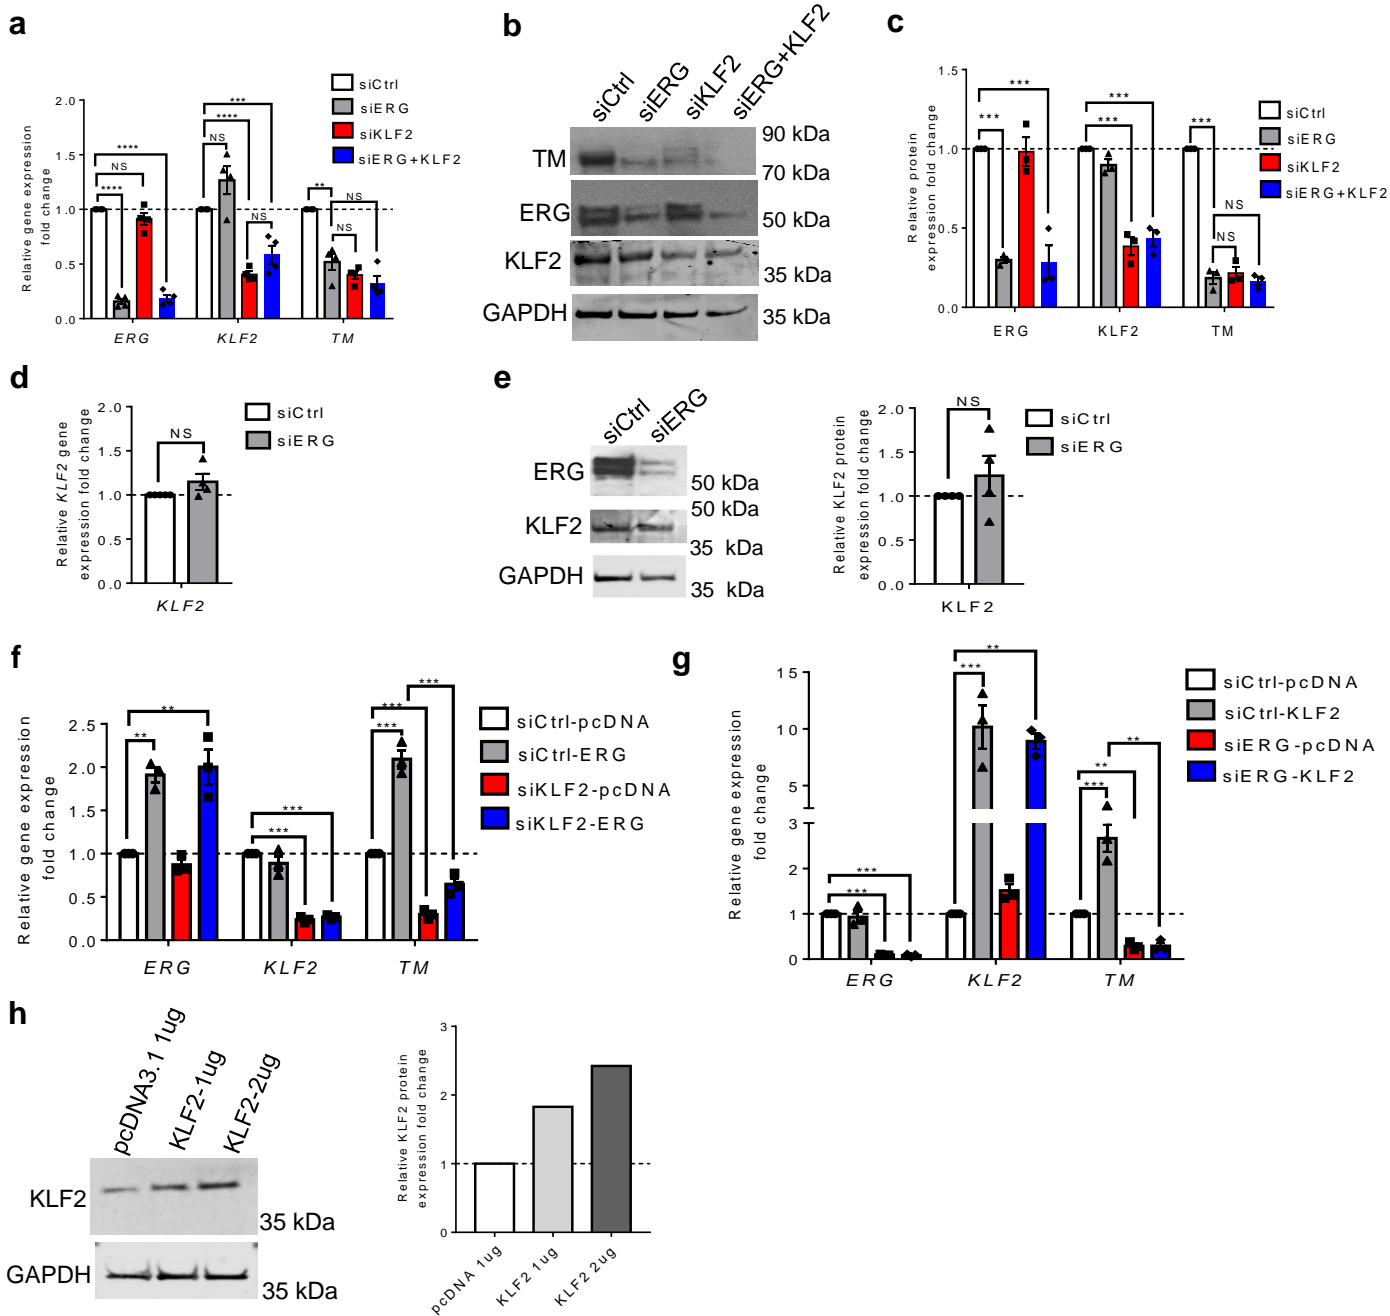 a
Relative gene expression
fold change
2.0
1.5
1.0
0.5
0.0
****
NS
****
NS
****
***
NS
**
NS
NS
siCtrl
siERG
siKLF2
siERG+KLF2
ERG
KLF2
TM
b
siCtrl
siERG
siKLF2
siERG+KLF2
TM
90 kDa
70 kDa
ERG
50 kDa
KLF2
35 kDa
GAPDH
35 kDa
c
Relative protein
expression fold change
1.5
1.0
0.5
0.0
***
***
***
***
***
NS
NS
siCtrl
siERG
siKLF2
siERG+KLF2
ERG
KLF2
TM
d
Relative KLF2 gene
expression fold change
2.0
1.5
1.0
0.5
0.0
NS
siCtrl
siERG
KLF2
e
siCtrl
siERG
ERG
50 kDa
50 kDa
KLF2
35 kDa
GAPDH
35 kDa
Relative KLF2 protein
expression fold change
2.0
1.5
1.0
0.5
0.0
NS
siCtrl
siERG
KLF2
f
Relative gene expression
fold change
2.5
2.0
1.5
1.0
0.5
0.0
**
**
***
***
***
***
***
siCtrl-pcDNA
siCtrl-ERG
siKLF2-pcDNA
siKLF2-ERG
ERG
KLF2
TM
g
Relative gene expression
fold change
15
10
5
3
2
1
0
***
***
***
**
***
**
**
siCtrl-pcDNA
siCtrl-KLF2
siERG-pcDNA
siERG-KLF2
ERG
KLF2
TM
h
pcDNA3.1 1ug
KLF2-1ug
KLF2-2ug
KLF2
35 kDa
GAPDH
35 kDa
Relative KLF2 protein
expression fold change
3
2
1
0
pcDNA 1ug
KLF2 1ug
KLF2 2ug